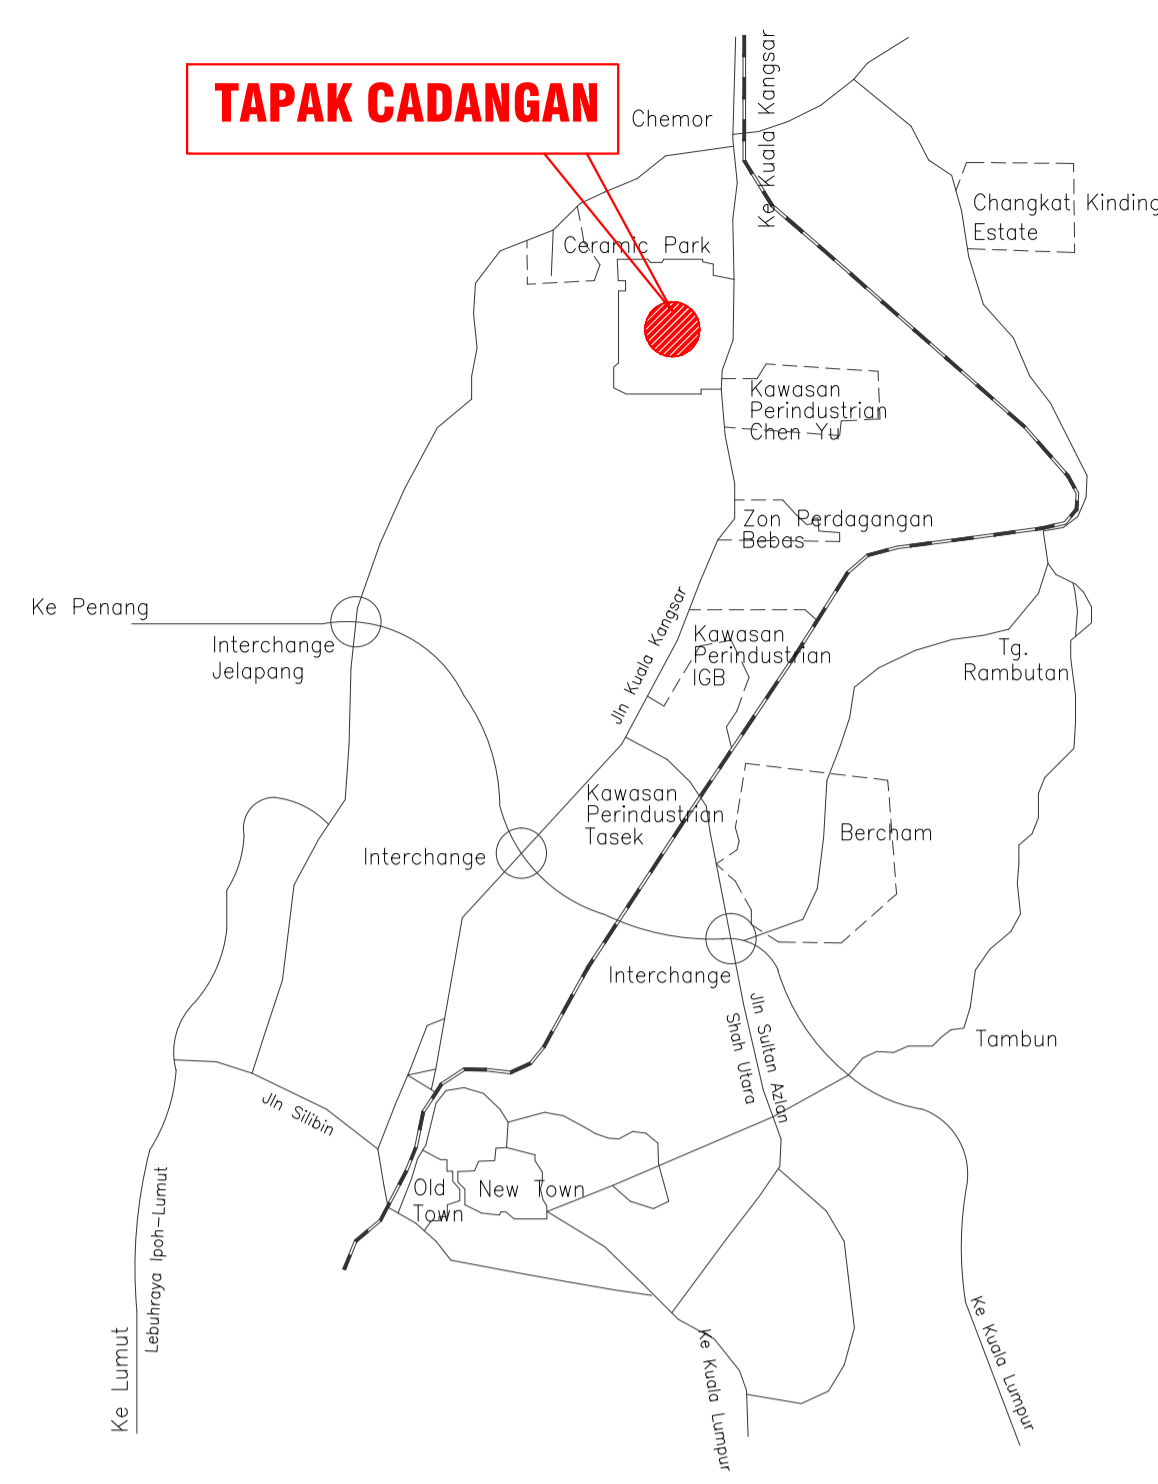 Ke Kuala Kangsar
TAPAK CADANGAN
Chemor
Changkat Kinding
Estate
Ceramic Park
Kawasan
Perindustrian
Chen Yu
Zon Perdagangan
Bebas
Ke Penang
Interchange
Jelapang
Jln Kuala Kangsar
Kawasan
Perindustrian
IGB
Tg.
Rambutan
Kawasan
Perindustrian
Tasek
Bercham
Interchange
Interchange
Jln Sultan Azlan
Shah Utara
Tambun
Jln Silibin
Old
Town
New Town
Lebuhraya Ipoh-Lumut
Ke Lumut
Ke Kuala Lumpur
Ke Kuala Lumpur